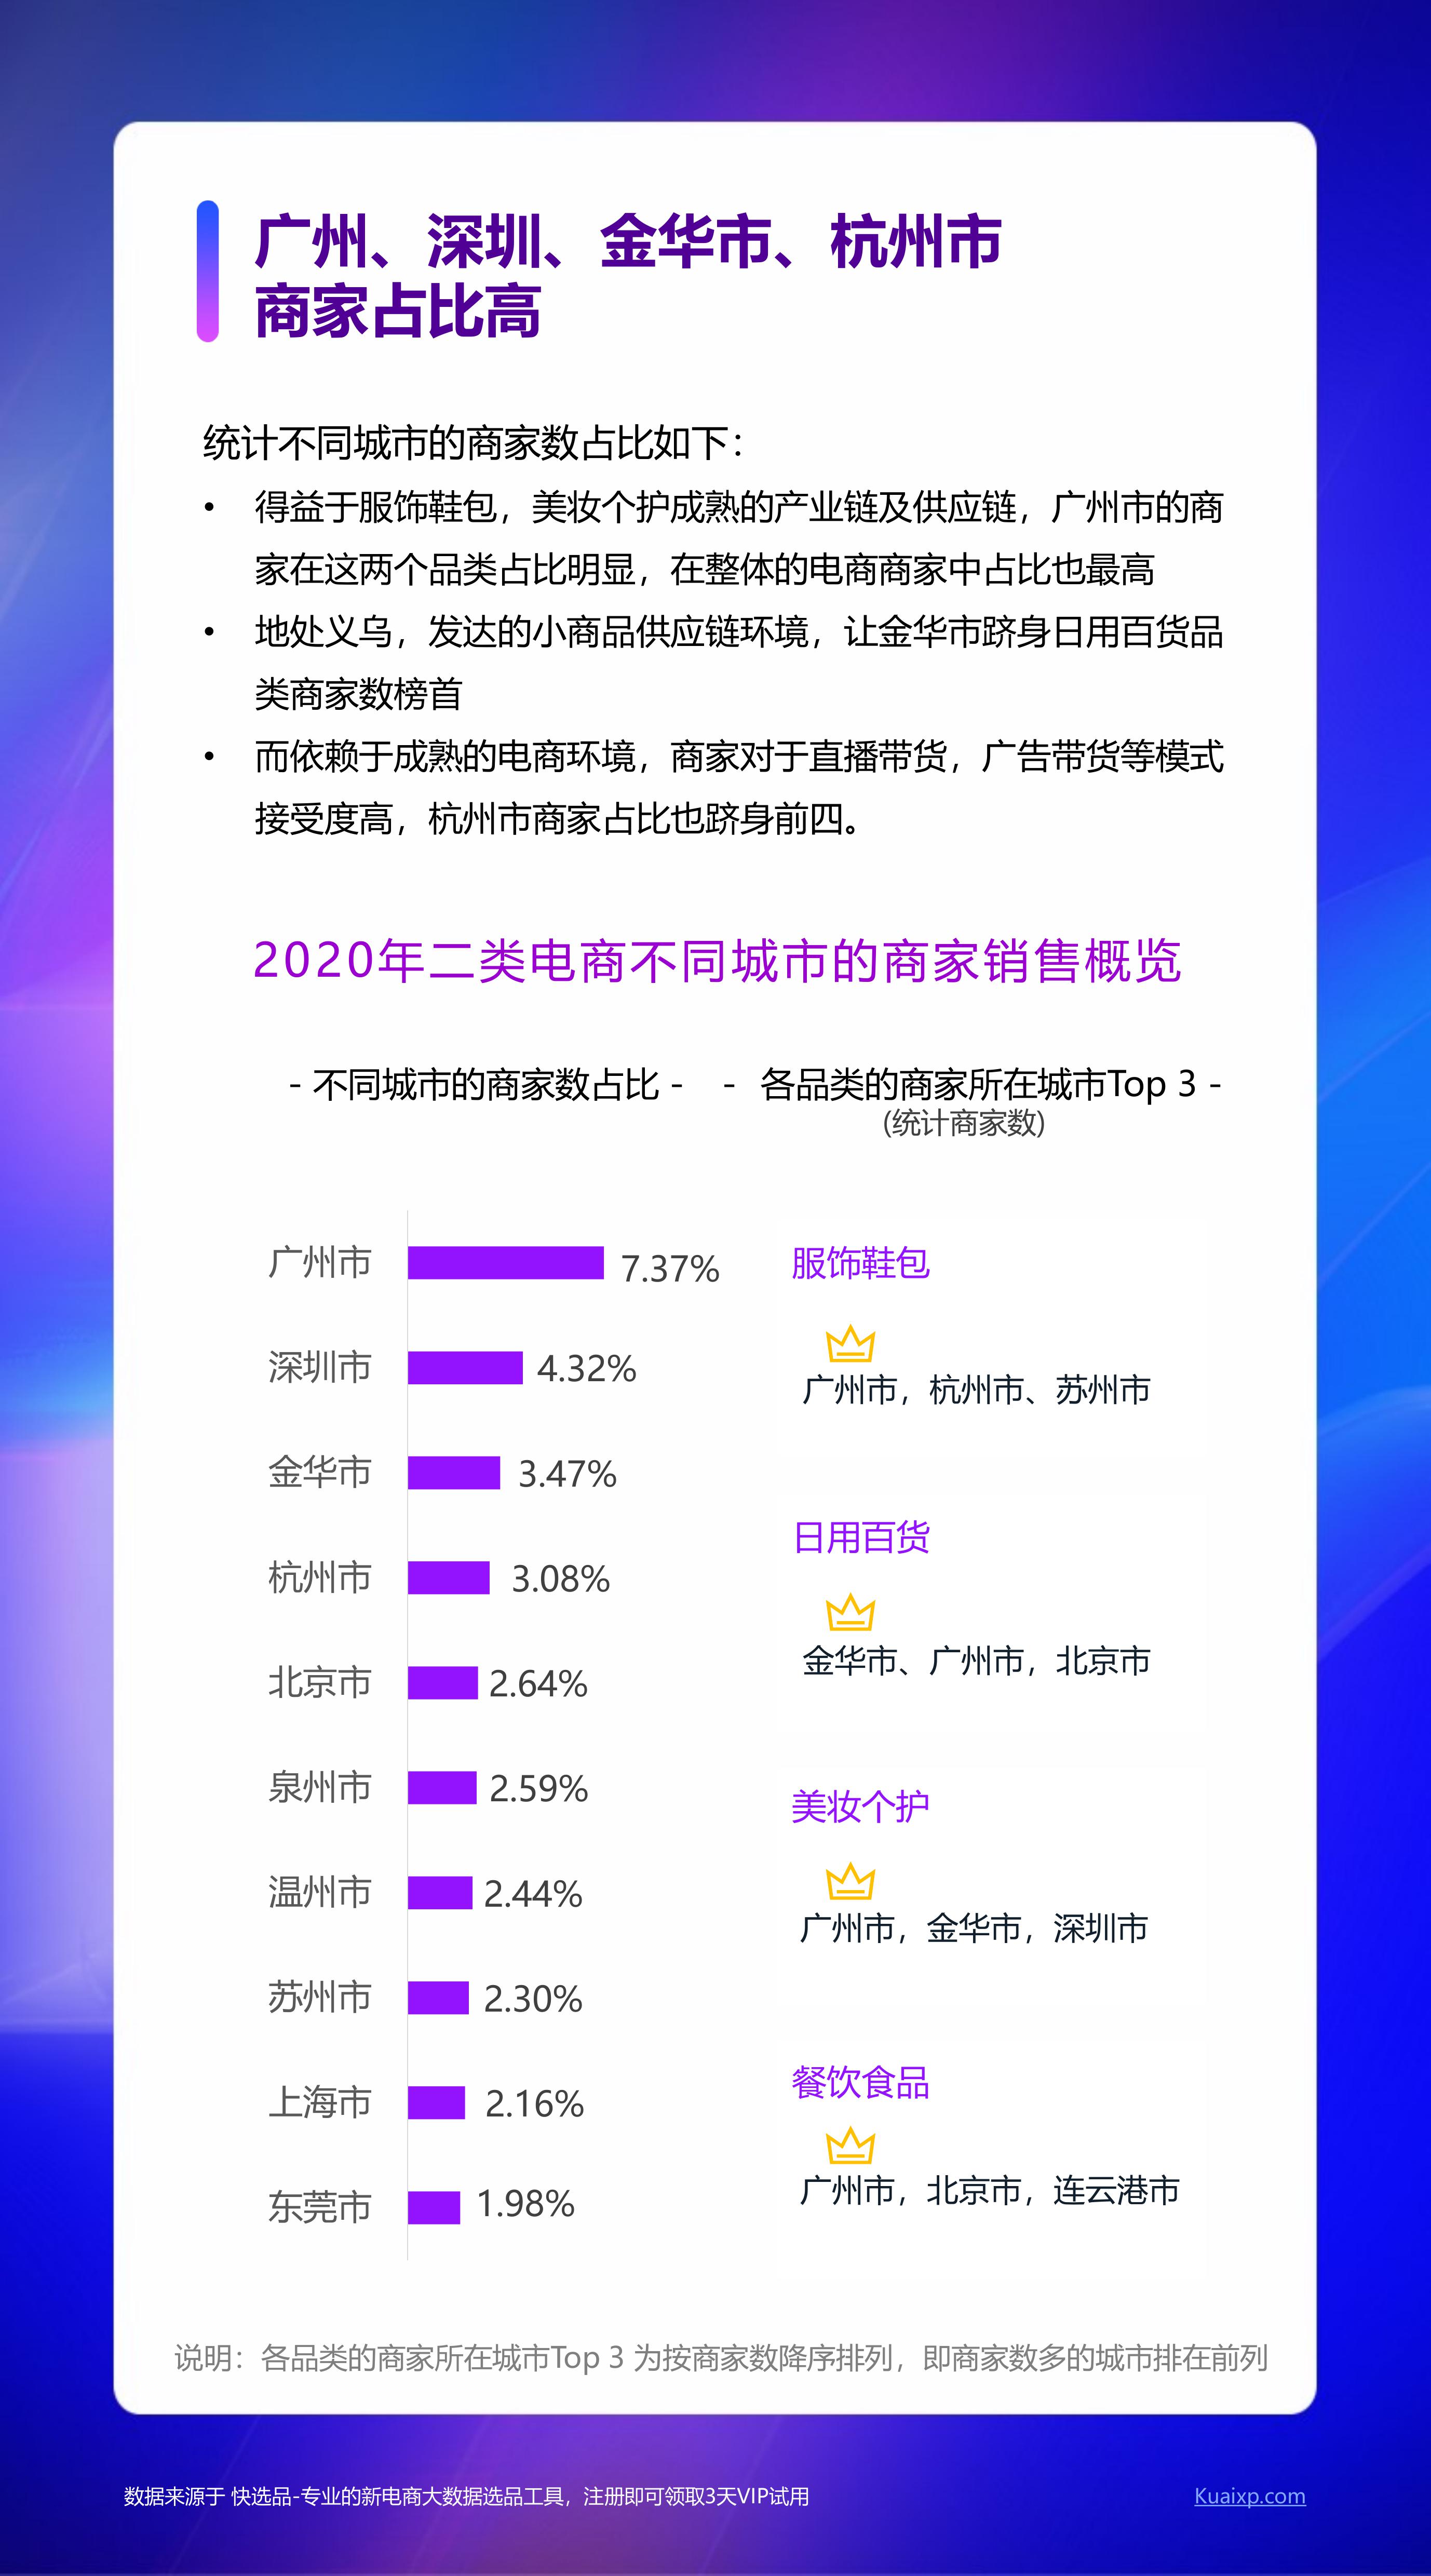 广州、深圳、金华市、杭州市
商家占比高
统计不同城市的商家数占比如下：
• 得益于服饰鞋包，美妆个护成熟的产业链及供应链，广州市的商
家在这两个品类占比明显，在整体的电商商家中占比也最高
• 地处义乌，发达的小商品供应链环境，让金华市跻身日用百货品
类商家数榜首
• 而依赖于成熟的电商环境，商家对于直播带货，广告带货等模式
接受度高，杭州市商家占比也跻身前四。
2020年二类电商不同城市的商家销售概览
- 不同城市的商家数占比 -
广州市 7.37%
深圳市 4.32%
金华市 3.47%
杭州市 3.08%
北京市 2.64%
泉州市 2.59%
温州市 2.44%
苏州市 2.30%
上海市 2.16%
东莞市 1.98%
- 各品类的商家所在城市Top 3 -
(统计商家数)
服饰鞋包
广州市，杭州市、苏州市
日用百货
金华市、广州市，北京市
美妆个护
广州市，金华市，深圳市
餐饮食品
广州市，北京市，连云港市
说明：各品类的商家所在城市Top 3 为按商家数降序排列，即商家数多的城市排在前列
数据来源于 快选品-专业的新电商大数据选品工具，注册即可领取3天VIP试用
Kuaixp.com